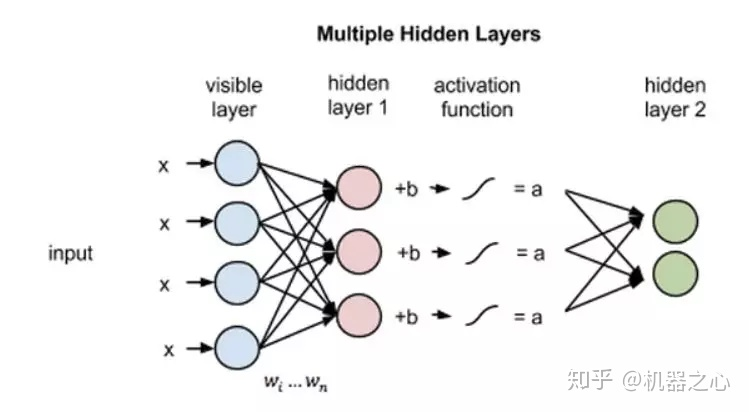 Multiple Hidden Layers
visible
layer
hidden
layer 1
activation
function
hidden
layer 2
x
+b
= a
x
input
x
+b
= a
x
+b
= a
wᵢ ... wₙ
知乎 @机器之心